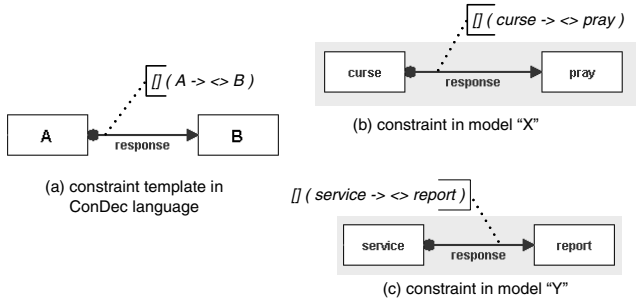 [] ( A -> <> B )
A
response
B
(a) constraint template in
ConDec language
[] ( curse -> <> pray )
curse
response
pray
(b) constraint in model “X”
[] ( service -> <> report )
service
response
report
(c) constraint in model “Y”